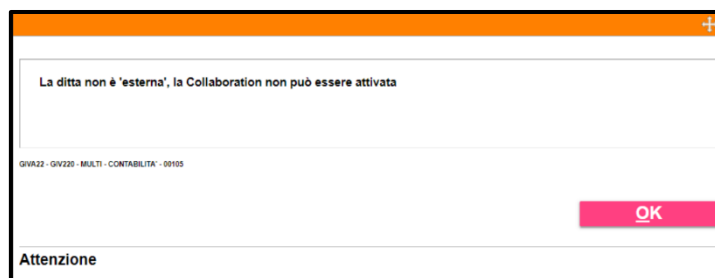 La ditta non è 'esterna', la Collaboration non può essere attivata
GIVA22 - GIV220 - MULTI - CONTABILITA' - 00105
OK
Attenzione